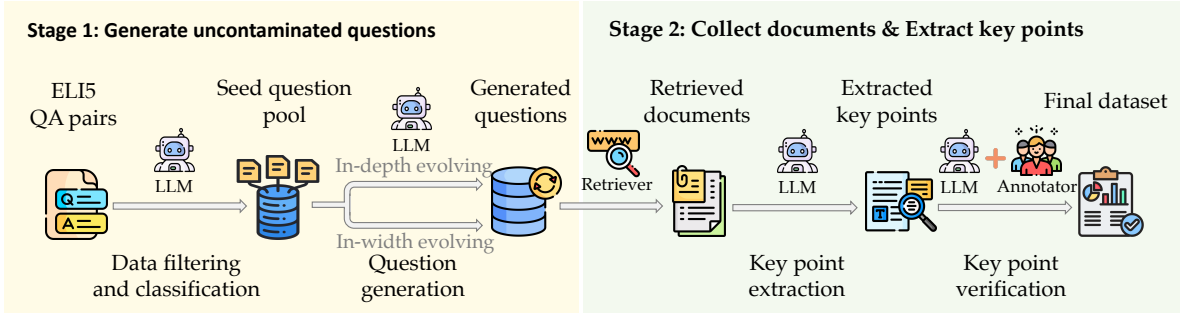 Stage 1: Generate uncontaminated questions
ELI5
QA pairs
LLM
Seed question
pool
LLM
Generated
questions
In-depth evolving
In-width evolving
Q
A
Data filtering
and classification
Question
generation
Stage 2: Collect documents & Extract key points
www
Retriever
Retrieved
documents
LLM
Extracted
key points
T
LLM
+
Annotator
Final dataset
Key point
extraction
Key point
verification